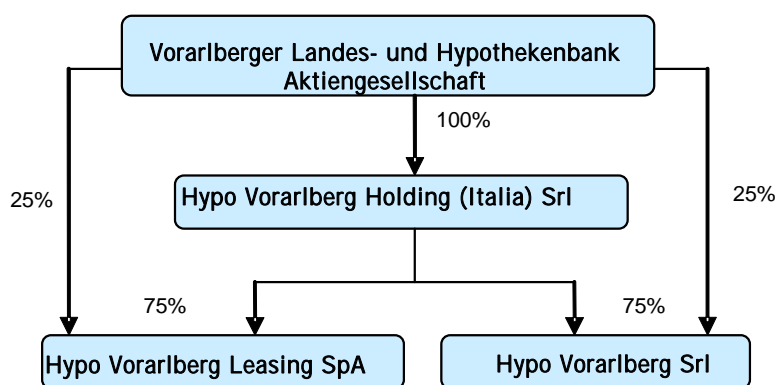 Vorarlberger Landes- und Hypothekenbank
Aktiengesellschaft
100%
25%
Hypo Vorarlberg Holding (Italia) Srl
25%
75%
75%
Hypo Vorarlberg Leasing SpA
Hypo Vorarlberg Srl